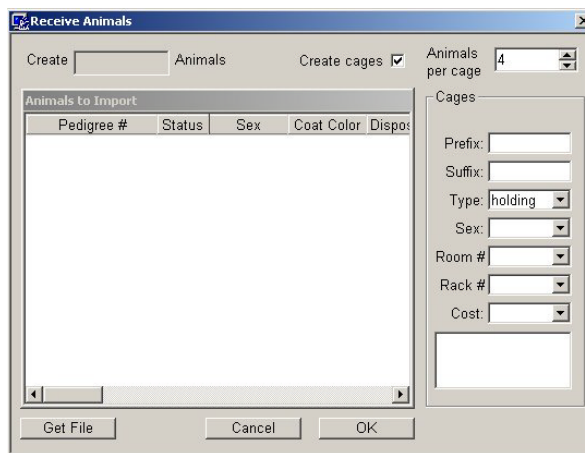 Receive Animals
Create Animals Create cages Animals per cage 4
Animals to Import
Pedigree # Status Sex Coat Color Dispos
Cages
Prefix:
Suffix:
Type: holding
Sex:
Room #
Rack #
Cost:
Get File Cancel OK